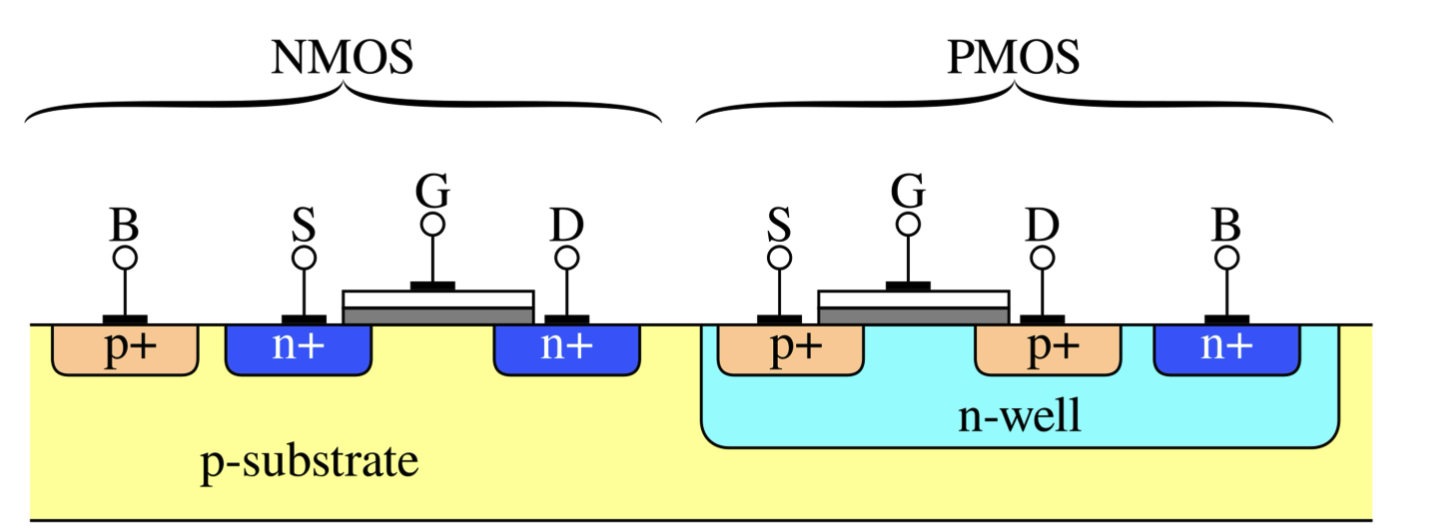 NMOS PMOS
G G
B S D S D B
p+ n+ n+ p+ p+ n+
n-well
p-substrate